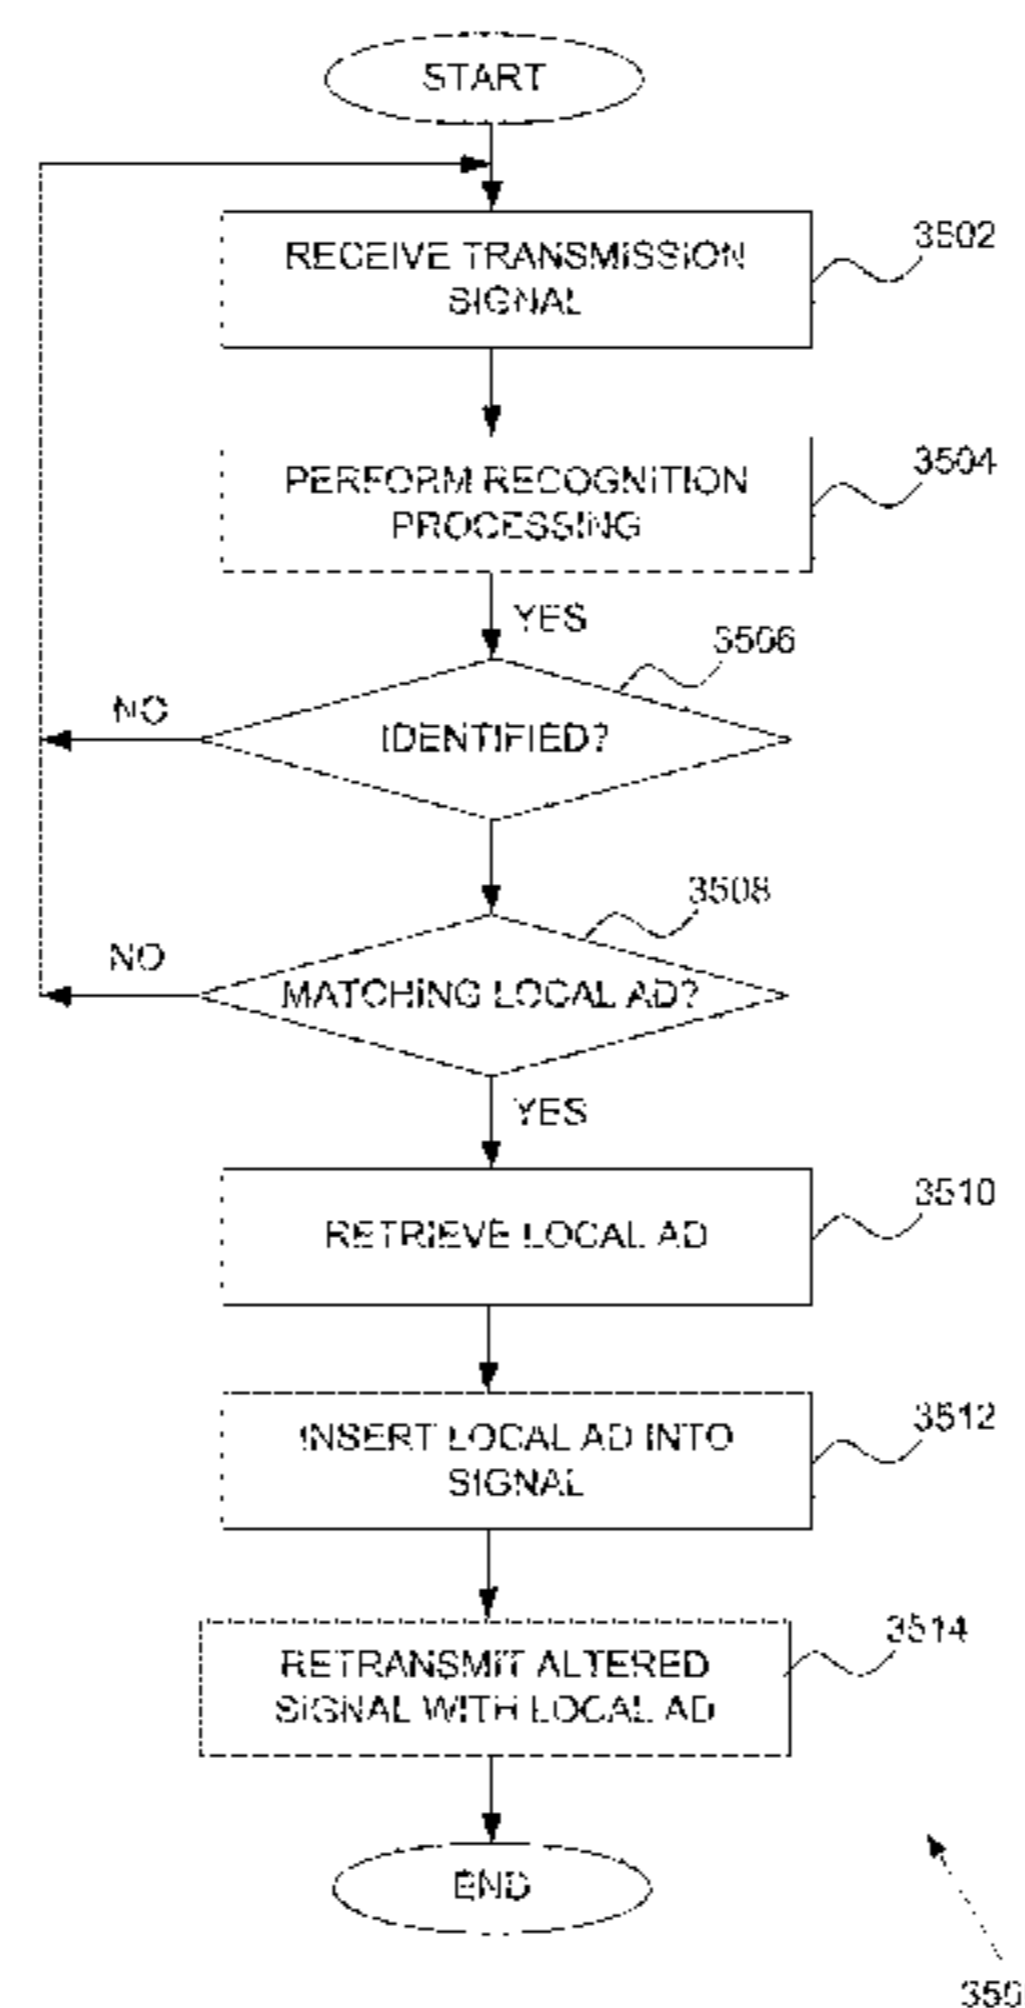 START
RECEIVE TRANSMISSION
SIGNAL
3502
PERFORM RECOGNITION
PROCESSING
3504
YES
3506
NO
IDENTIFIED?
3508
NO
MATCHING LOCAL AD?
YES
3510
RETRIEVE LOCAL AD
3512
INSERT LOCAL AD INTO
SIGNAL
3514
RETRANSMIT ALTERED
SIGNAL WITH LOCAL AD
END
350